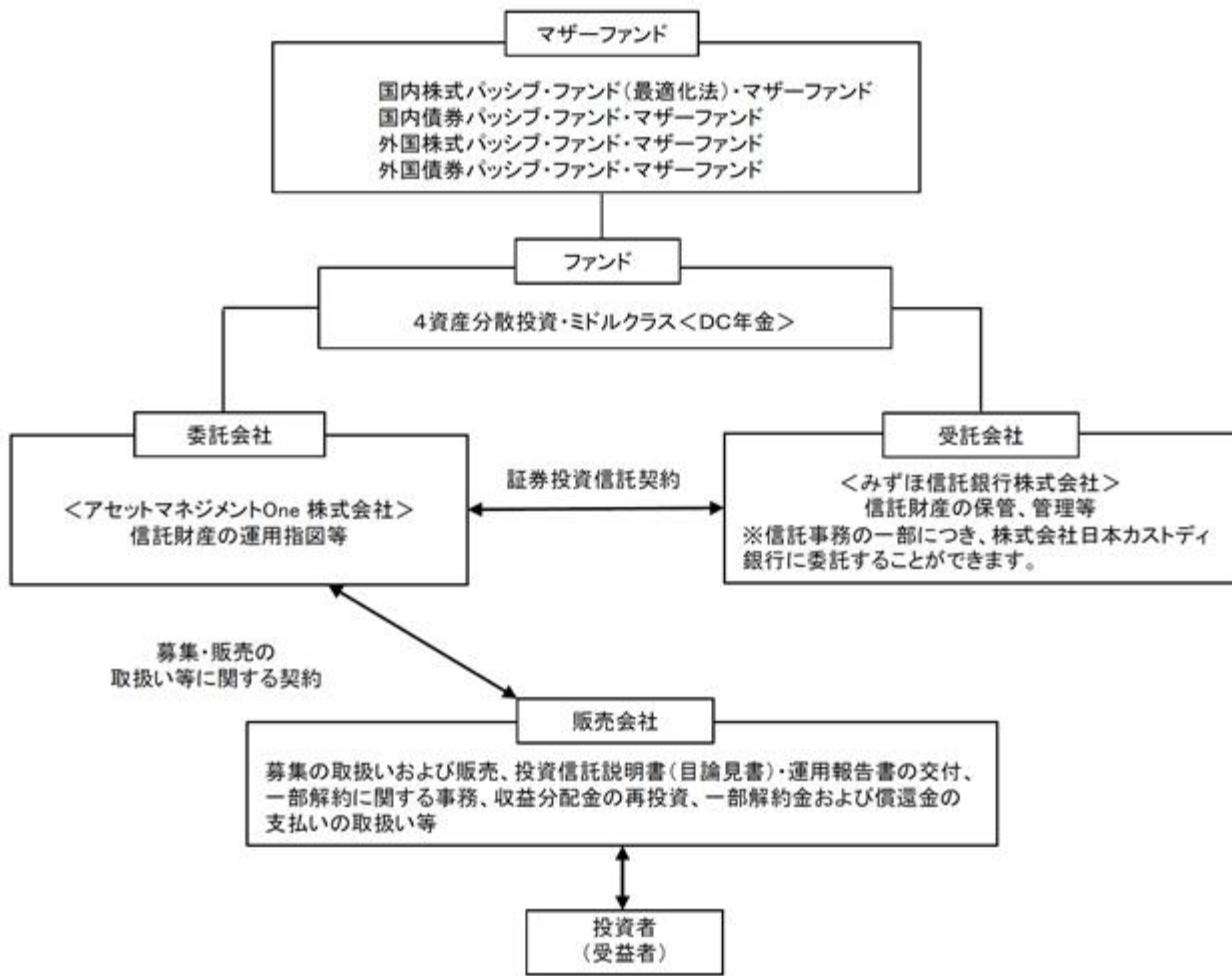 マザーファンド
国内株式パッシブ・ファンド(最適化法)・マザーファンド
国内債券パッシブ・ファンド・マザーファンド
外国株式パッシブ・ファンド・マザーファンド
外国債券パッシブ・ファンド・マザーファンド
ファンド
4資産分散投資・ミドルクラス<DC年金>
委託会社
<アセットマネジメントOne 株式会社>
信託財産の運用指図等
証券投資信託契約
受託会社
<みずほ信託銀行株式会社>
信託財産の保管、管理等
※信託事務の一部につき、株式会社日本カストディ
銀行に委託することができます。
募集・販売の
取扱い等に関する契約
販売会社
募集の取扱いおよび販売、投資信託説明書(目論見書)・運用報告書の交付、
一部解約に関する事務、収益分配金の再投資、一部解約金および償還金の
支払いの取扱い等
投資者
(受益者)